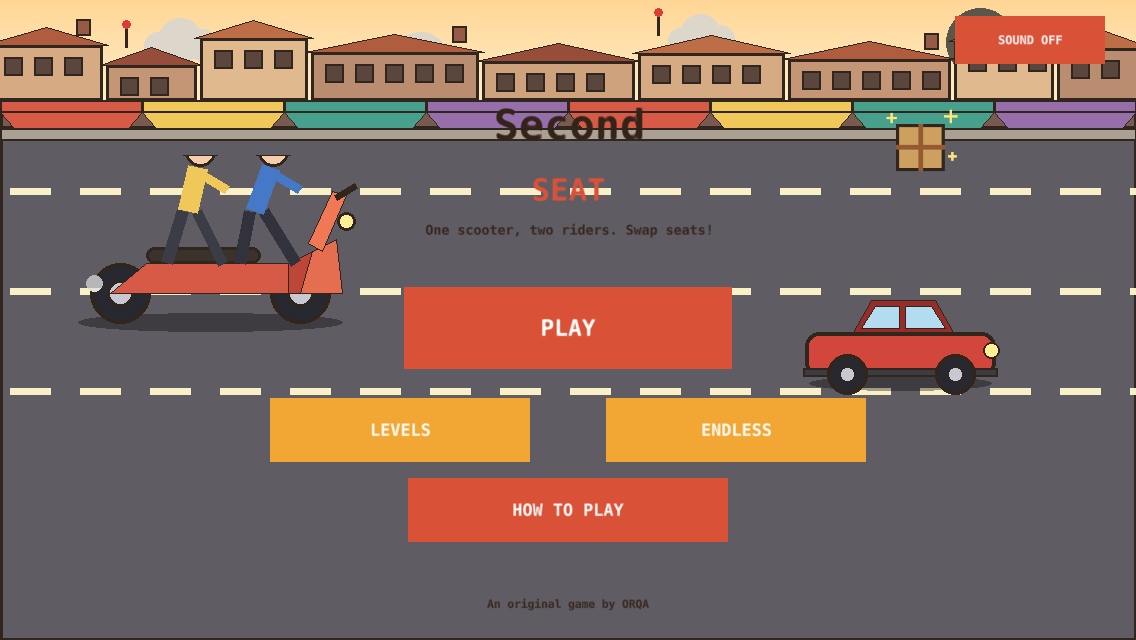 SOUND OFF
Second
SEAT
One scooter, two riders. Swap seats!
PLAY
LEVELS
ENDLESS
HOW TO PLAY
An original game by ORQA